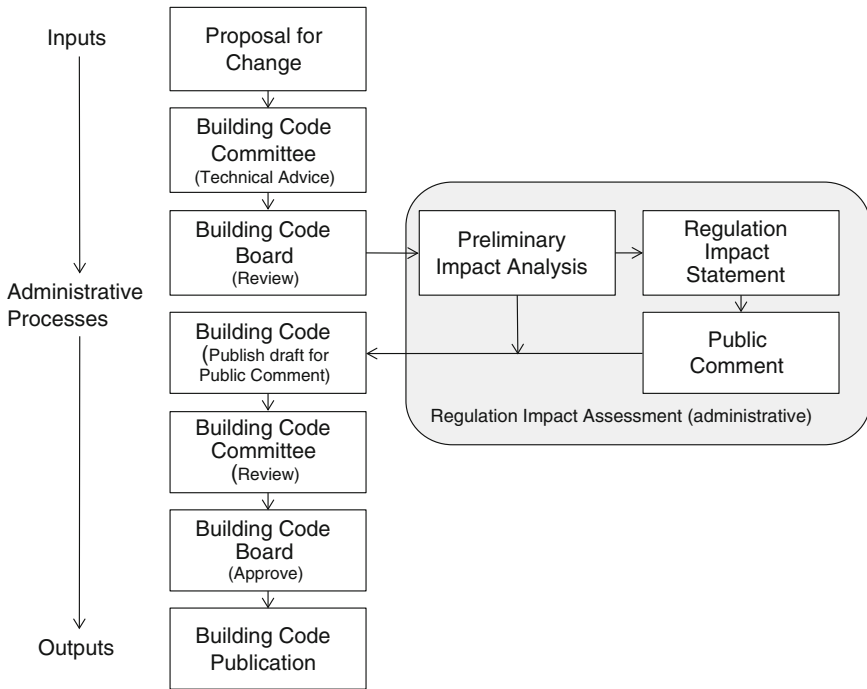 Inputs
Administrative
Processes
Outputs
Proposal for
Change
Building Code
Committee
(Technical Advice)
Building Code
Board
(Review)
Preliminary
Impact Analysis
Regulation
Impact
Statement
Public
Comment
Regulation Impact Assessment (administrative)
Building Code
(Publish draft for
Public Comment)
Building Code
Committee
(Review)
Building Code
Board
(Approve)
Building Code
Publication